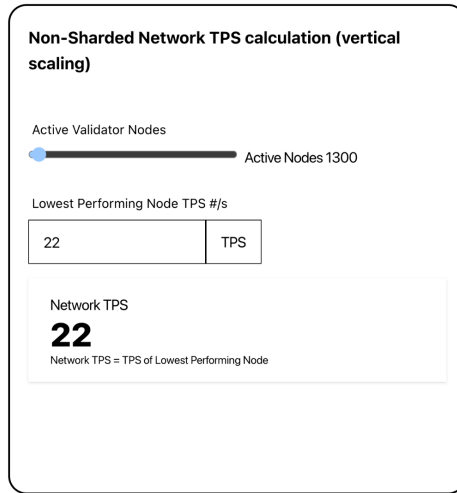 Non-Sharded Network TPS calculation (vertical
scaling)
Active Validator Nodes
Active Nodes 1300
Lowest Performing Node TPS #/s
22 TPS
Network TPS
22
Network TPS = TPS of Lowest Performing Node